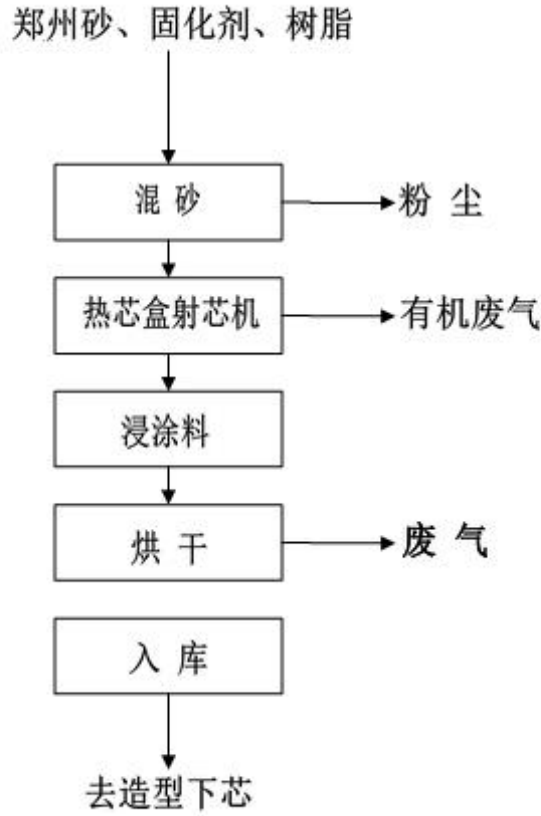 郑州砂、固化剂、树脂
混 砂
粉 尘
热芯盒射芯机
有机废气
浸涂料
烘 干
废 气
入 库
去造型下芯